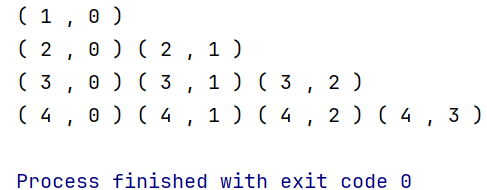 ( 1 , 0 )
( 2 , 0 ) ( 2 , 1 )
( 3 , 0 ) ( 3 , 1 ) ( 3 , 2 )
( 4 , 0 ) ( 4 , 1 ) ( 4 , 2 ) ( 4 , 3 )
Process finished with exit code 0